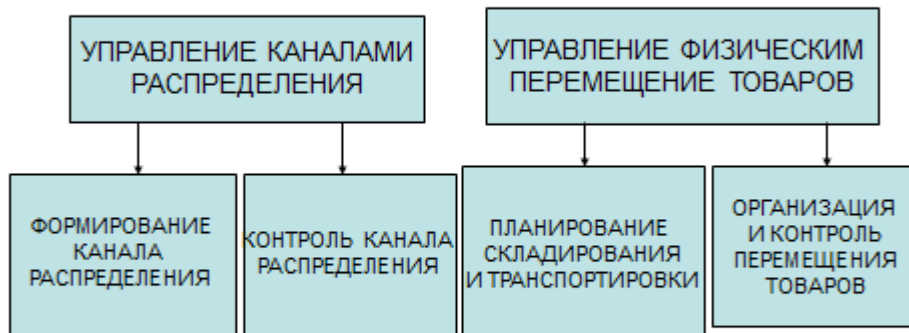 УПРАВЛЕНИЕ КАНАЛАМИ
РАСПРЕДЕЛЕНИЯ
УПРАВЛЕНИЕ ФИЗИЧЕСКИМ
ПЕРЕМЕЩЕНИЕ ТОВАРОВ
ФОРМИРОВАНИЕ
КАНАЛА
РАСПРЕДЕЛЕНИЯ
КОНТРОЛЬ КАНАЛА
РАСПРЕДЕЛЕНИЯ
ПЛАНИРОВАНИЕ
СКЛАДИРОВАНИЯ
И ТРАНСПОРТИРОВКИ
ОРГАНИЗАЦИЯ
И КОНТРОЛЬ
ПЕРЕМЕЩЕНИЯ
ТОВАРОВ